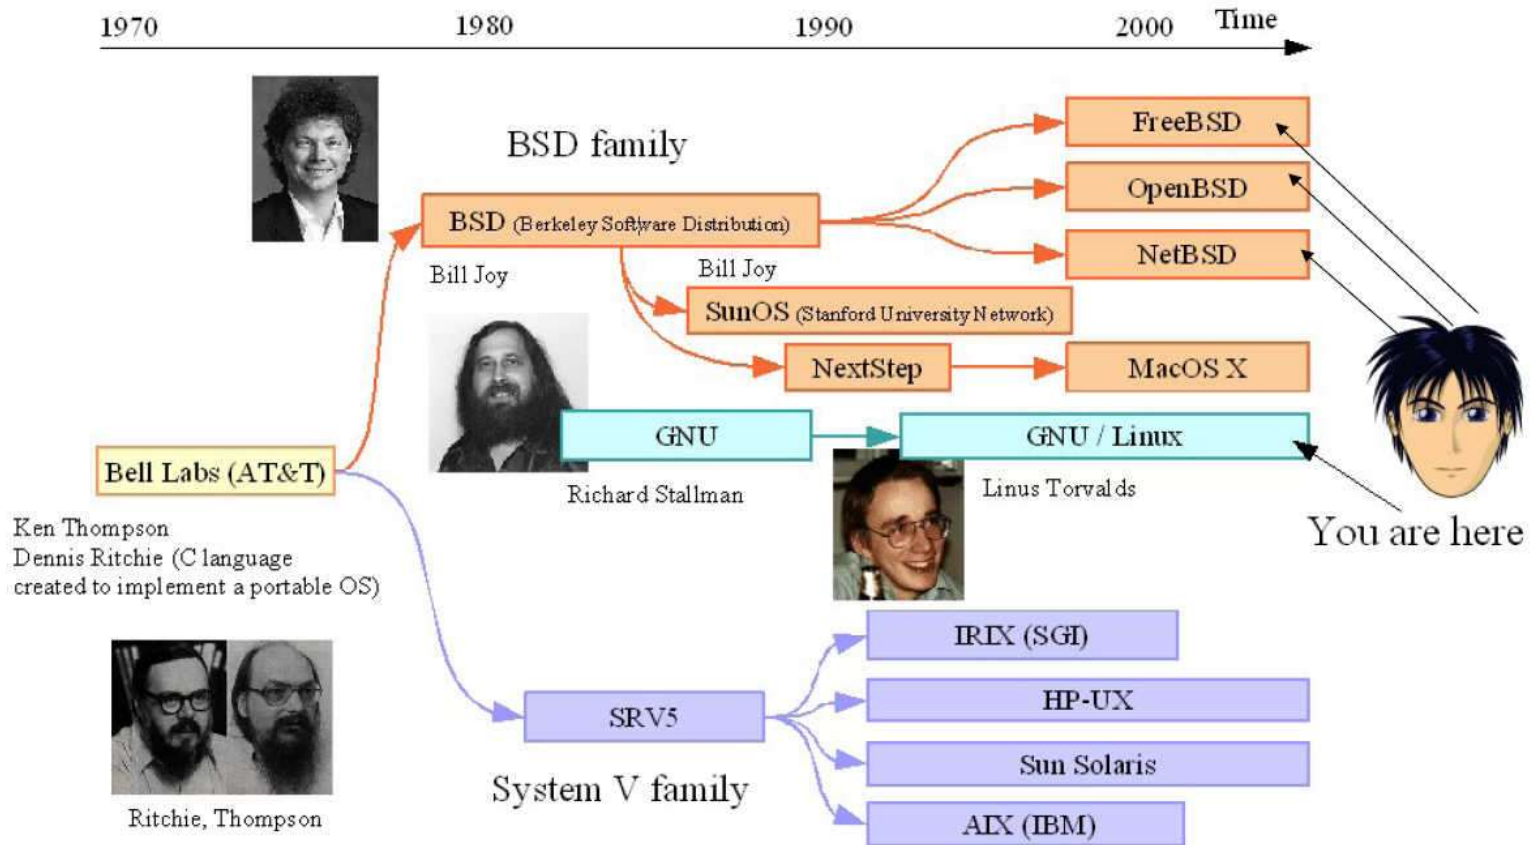 1970 1980 1990 2000 Time
BSD family
FreeBSD
OpenBSD
BSD (Berkeley Software Distribution)
NetBSD
Bill Joy
Bill Joy
SunOS (Stanford University Network)
NextStep
MacOS X
GNU
GNU / Linux
Bell Labs (AT&T)
Richard Stallman
Linus Torvalds
You are here
Ken Thompson
Dennis Ritchie (C language
created to implement a portable OS)
IRIX (SGI)
SRV5
HP-UX
Sun Solaris
System V family
AIX (IBM)
Ritchie, Thompson